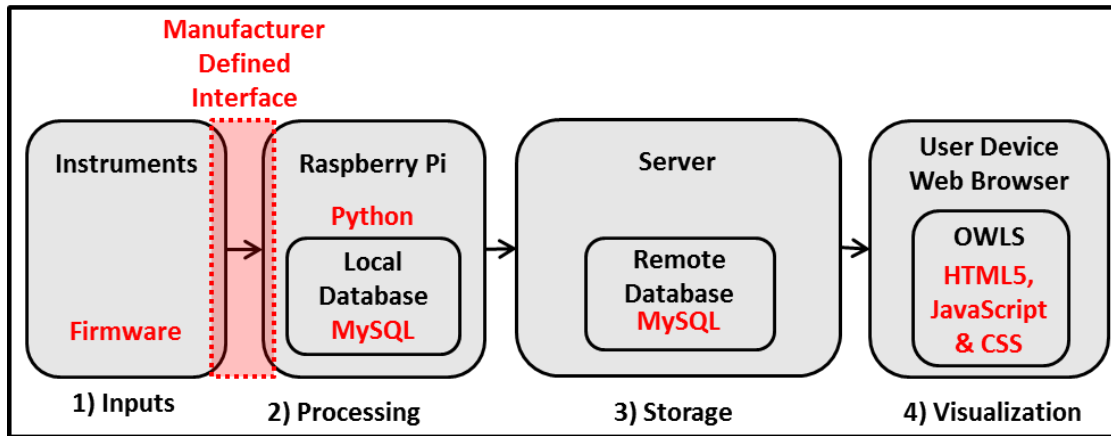 Manufacturer
Defined
Interface
Instruments
Firmware
1) Inputs
Raspberry Pi
Python
Local
Database
MySQL
2) Processing
Server
Remote
Database
MySQL
3) Storage
User Device
Web Browser
OWLS
HTML5,
JavaScript
& CSS
4) Visualization